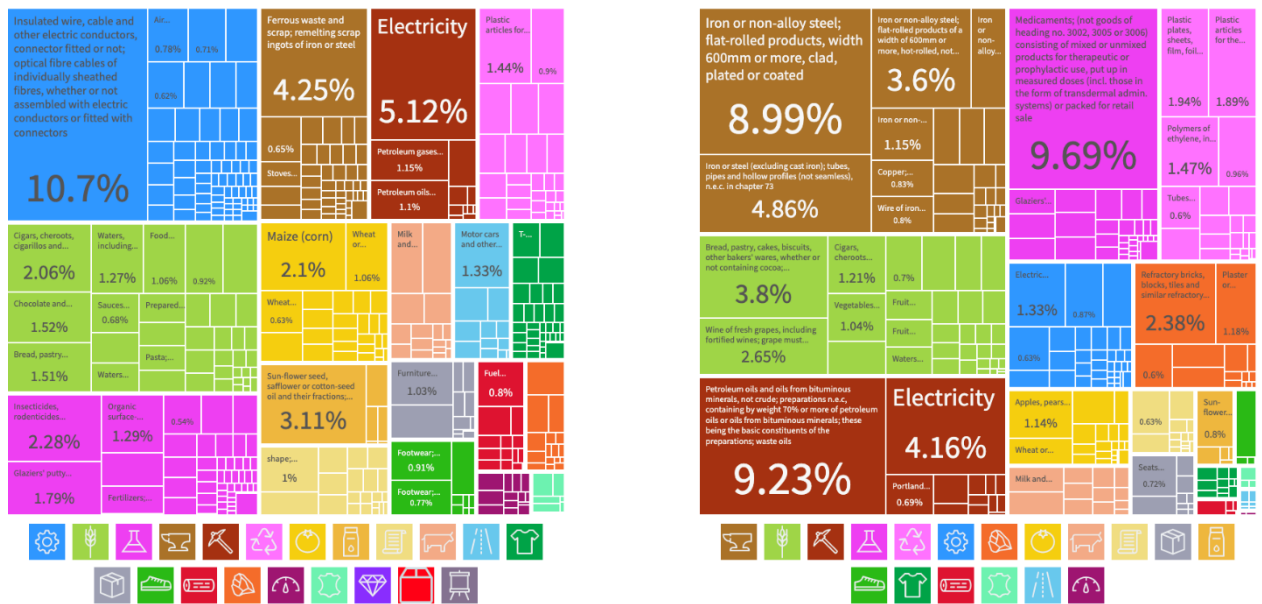 Insulated wire, cable and
other electric conductors,
connector fitted or not;
optical fibre cables of
individually sheathed
fibres, whether or not
assembled with electric
conductors or fitted with
connectors
10.7%
Air...
0.78%
0.71%
0.62%
Ferrous waste and
scrap; remelting scrap
ingots of iron or steel
4.25%
0.65%
Stoves...
Electricity
5.12%
Petroleum gases...
1.15%
Petroleum oils...
1.1%
Plastic
articles for...
1.44%
0.9%
Cigars, cheroots,
cigarillos and...
2.06%
Chocolate and...
1.52%
Bread, pastry...
1.51%
Waters,
including...
1.27%
Sauces...
0.68%
Waters...
Food...
1.06%
0.92%
Prepared...
Pasta;...
Maize (corn)
2.1%
Wheat
or...
1.06%
Wheat...
0.63%
Milk
and...
Motor cars
and other...
1.33%
T-...
Sun-flower seed,
safflower or cotton-seed
oil and their fractions;...
3.11%
shape;...
1%
Furniture...
1.03%
Fuel...
0.8%
Footwear;...
0.91%
Footwear;...
0.77%
Insecticides,
rodenticides...
2.28%
Glaziers' putty...
1.79%
Organic
surface-...
1.29%
Fertilizers;...
0.54%
Iron or non-alloy steel;
flat-rolled products, width
600mm or more, clad,
plated or coated
8.99%
Iron or steel (excluding cast iron); tubes,
pipes and hollow profiles (not seamless),
n.e.c. in chapter 73
4.86%
Iron or non-alloy steel;
flat-rolled products of a
width of 600mm or
more, hot-rolled, not...
3.6%
Iron
or
non-
alloy...
Iron or non-...
1.15%
Copper;...
0.83%
Wire of iron...
0.8%
Medicaments; (not goods of
heading no. 3002, 3005 or 3006)
consisting of mixed or unmixed
products for therapeutic or
prophylactic use, put up in
measured doses (incl. those in
the form of transdermal admin.
systems) or packed for retail
sale
9.69%
Glaziers'...
Plastic
plates,
sheets,
film, foil...
1.94%
Plastic
articles
for the...
1.89%
Polymers of
ethylene, in...
1.47%
0.96%
Tubes...
0.6%
Bread, pastry, cakes, biscuits,
other bakers' wares, whether or
not containing cocoa;...
3.8%
Wine of fresh grapes, including
fortified wines; grape must...
2.65%
Cigars,
cheroots...
1.21%
Vegetables...
1.04%
0.7%
Fruit...
Fruit...
Waters...
Electric...
1.33%
0.87%
0.63%
Refractory bricks,
blocks, tiles and
similar refractory...
2.38%
Plaster
or...
1.18%
0.6%
Petroleum oils and oils from bituminous
minerals, not crude; preparations n.e.c,
containing by weight 70% or more of petroleum
oils or oils from bituminous minerals; these
being the basic constituents of the
preparations; waste oils
9.23%
Electricity
4.16%
Portland...
0.69%
Apples, pears...
1.14%
Wheat or...
0.63%
Sun-
flower...
0.8%
Milk and...
Seats...
0.72%